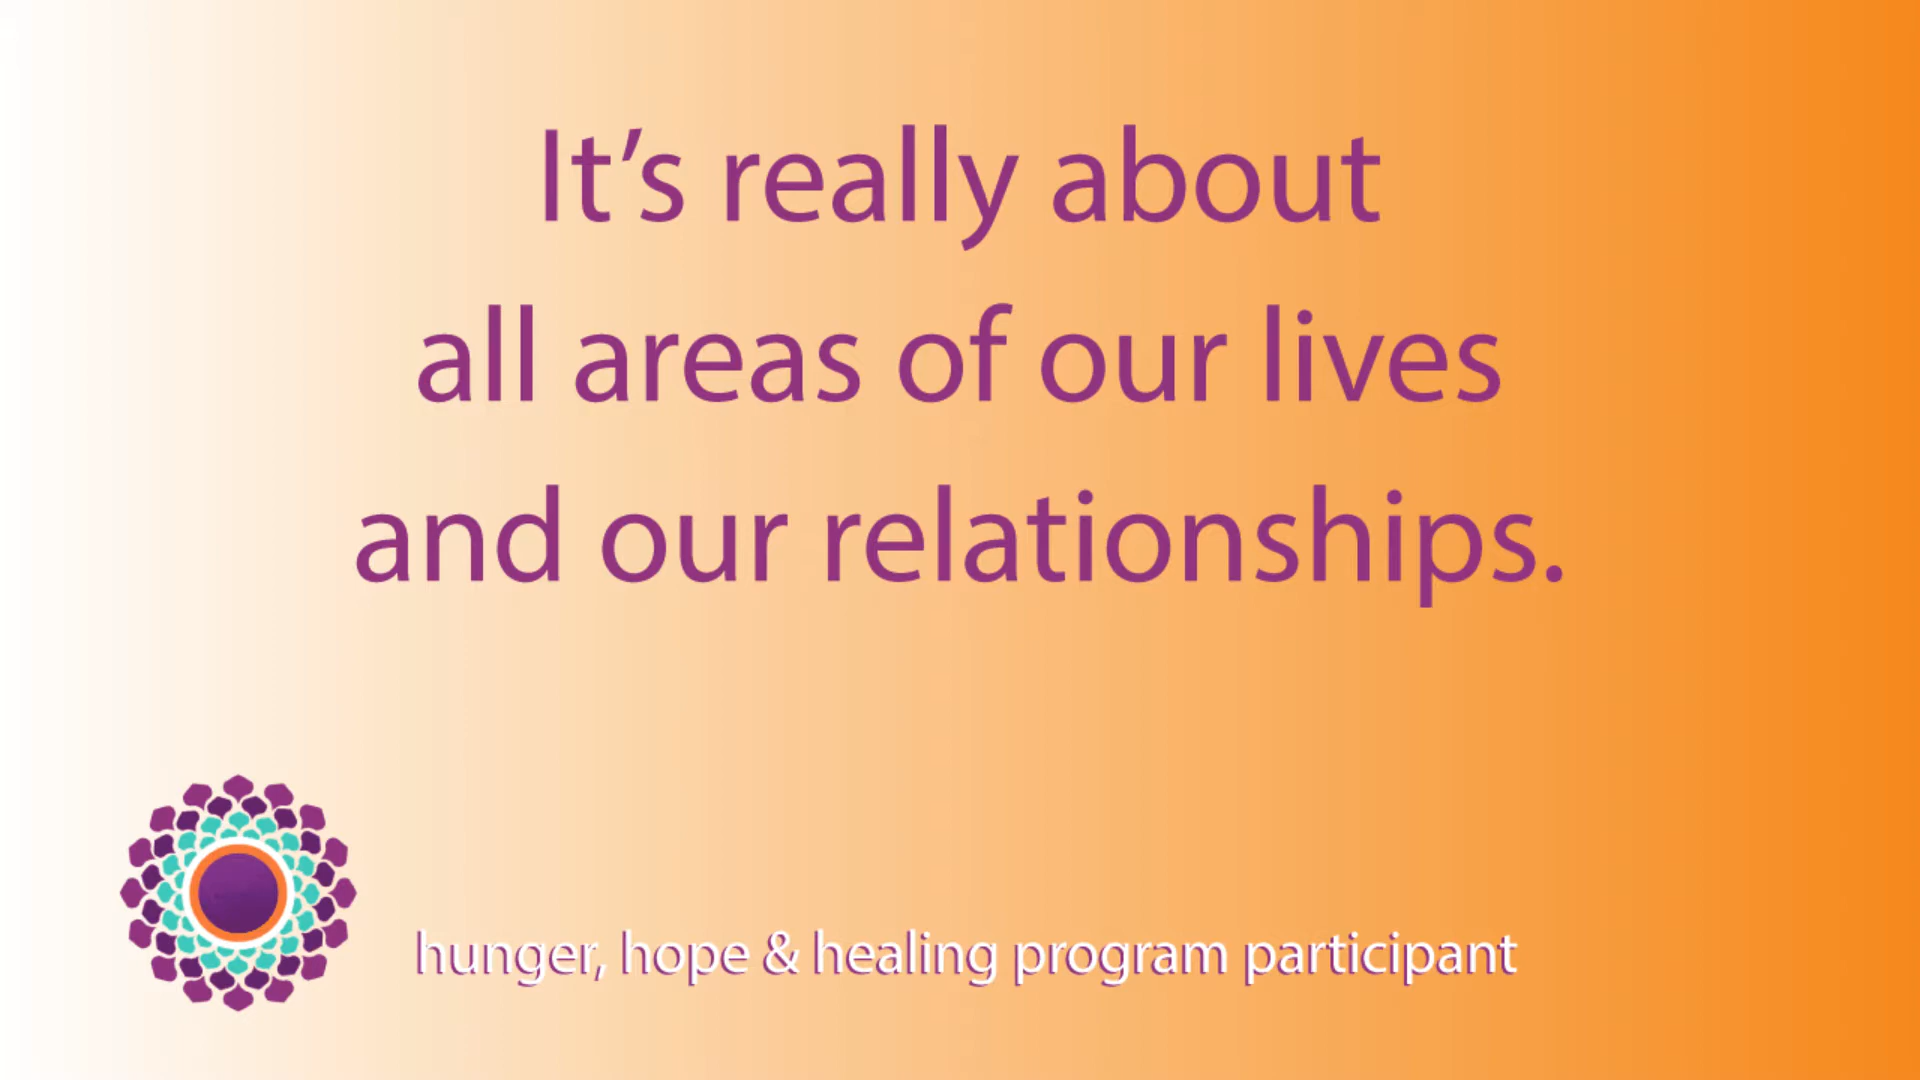 It’s really about
all areas of our lives
and our relationships.
hunger, hope & healing program participant